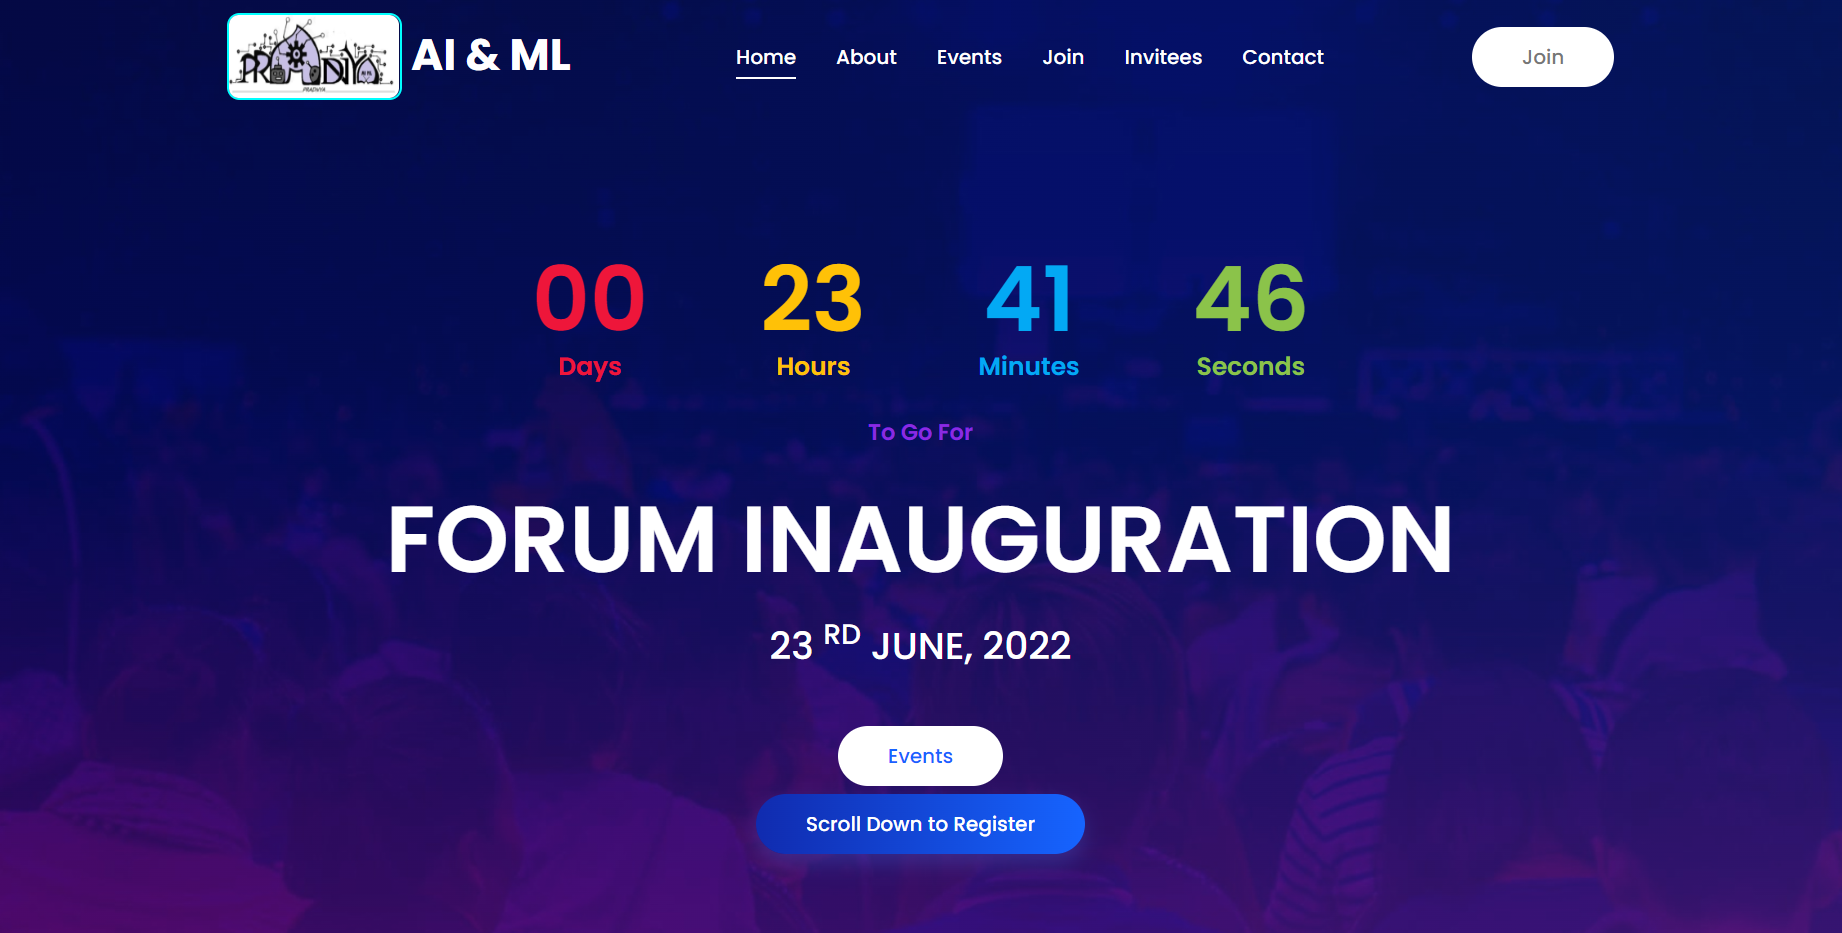 PRADNYA
AI & ML
Home About Events Join Invitees Contact
Join
00 23 41 46
Days Hours Minutes Seconds
To Go For
FORUM INAUGURATION
23 RD JUNE, 2022
Events
Scroll Down to Register